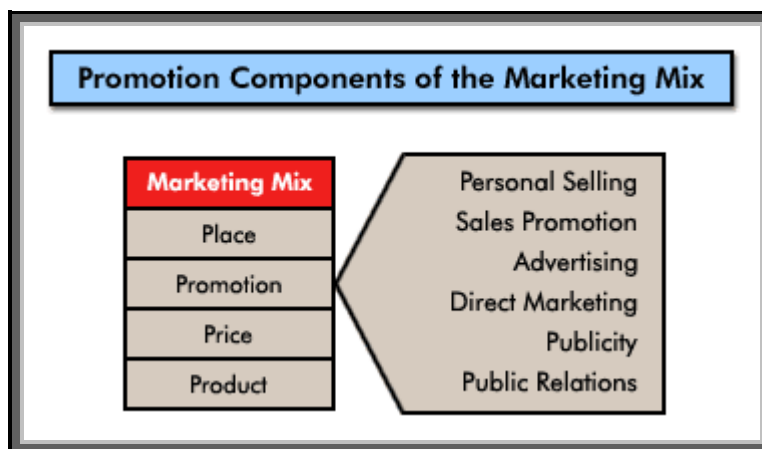 Promotion Components of the Marketing Mix
Marketing Mix
Place
Promotion
Price
Product
Personal Selling
Sales Promotion
Advertising
Direct Marketing
Publicity
Public Relations